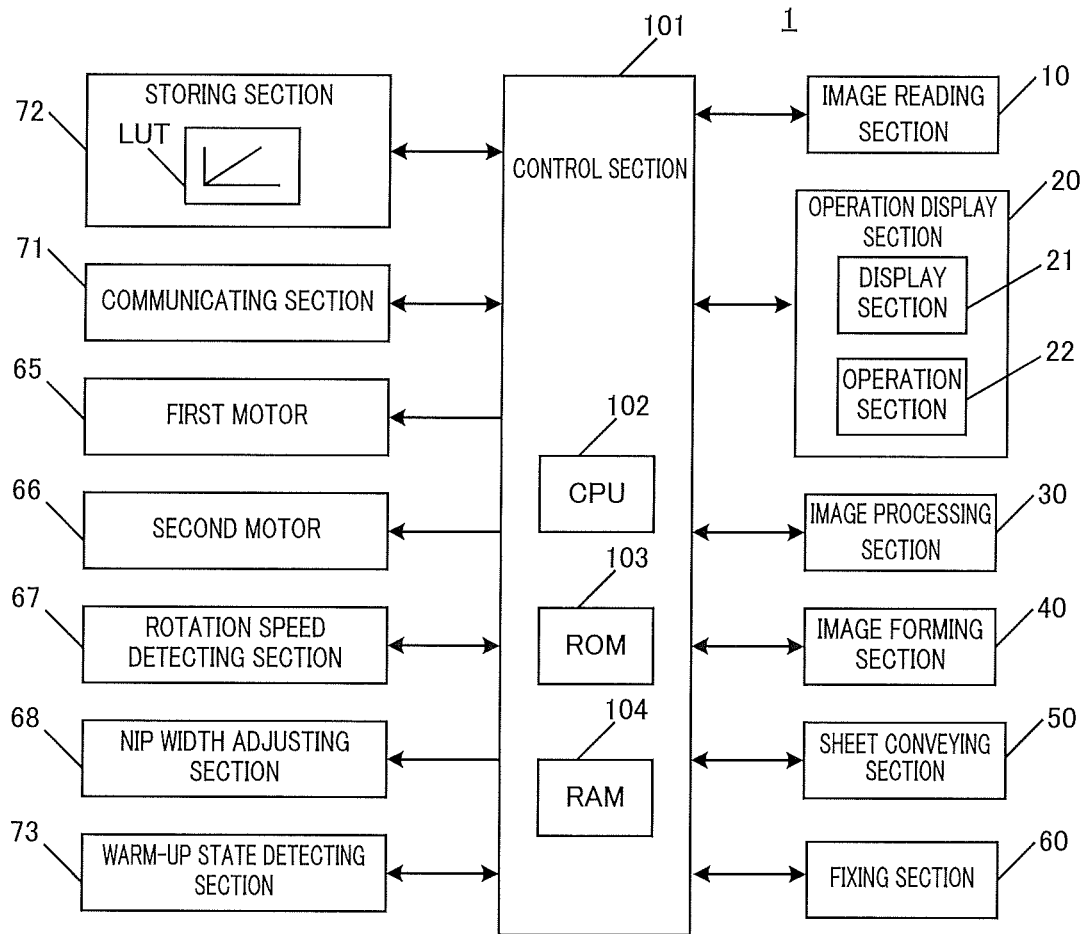 1
101
72
STORING SECTION
LUT
71
COMMUNICATING SECTION
65
FIRST MOTOR
66
SECOND MOTOR
67
ROTATION SPEED
DETECTING SECTION
68
NIP WIDTH ADJUSTING
SECTION
73
WARM-UP STATE DETECTING
SECTION
CONTROL SECTION
102
CPU
103
ROM
104
RAM
IMAGE READING
SECTION
10
20
OPERATION DISPLAY
SECTION
21
DISPLAY
SECTION
22
OPERATION
SECTION
IMAGE PROCESSING
SECTION
30
IMAGE FORMING
SECTION
40
SHEET CONVEYING
SECTION
50
FIXING SECTION
60